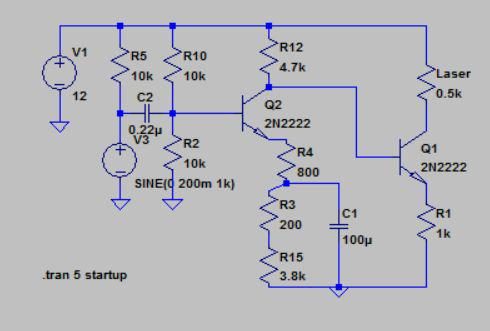 V1
12
R5
10k
R10
10k
R12
4.7k
Laser
0.5k
C2
0.22µ
V3
SINE(0 200m 1k)
R2
10k
Q2
2N2222
Q1
2N2222
R4
800
R3
200
C1
100µ
R1
1k
R15
3.8k
.tran 5 startup